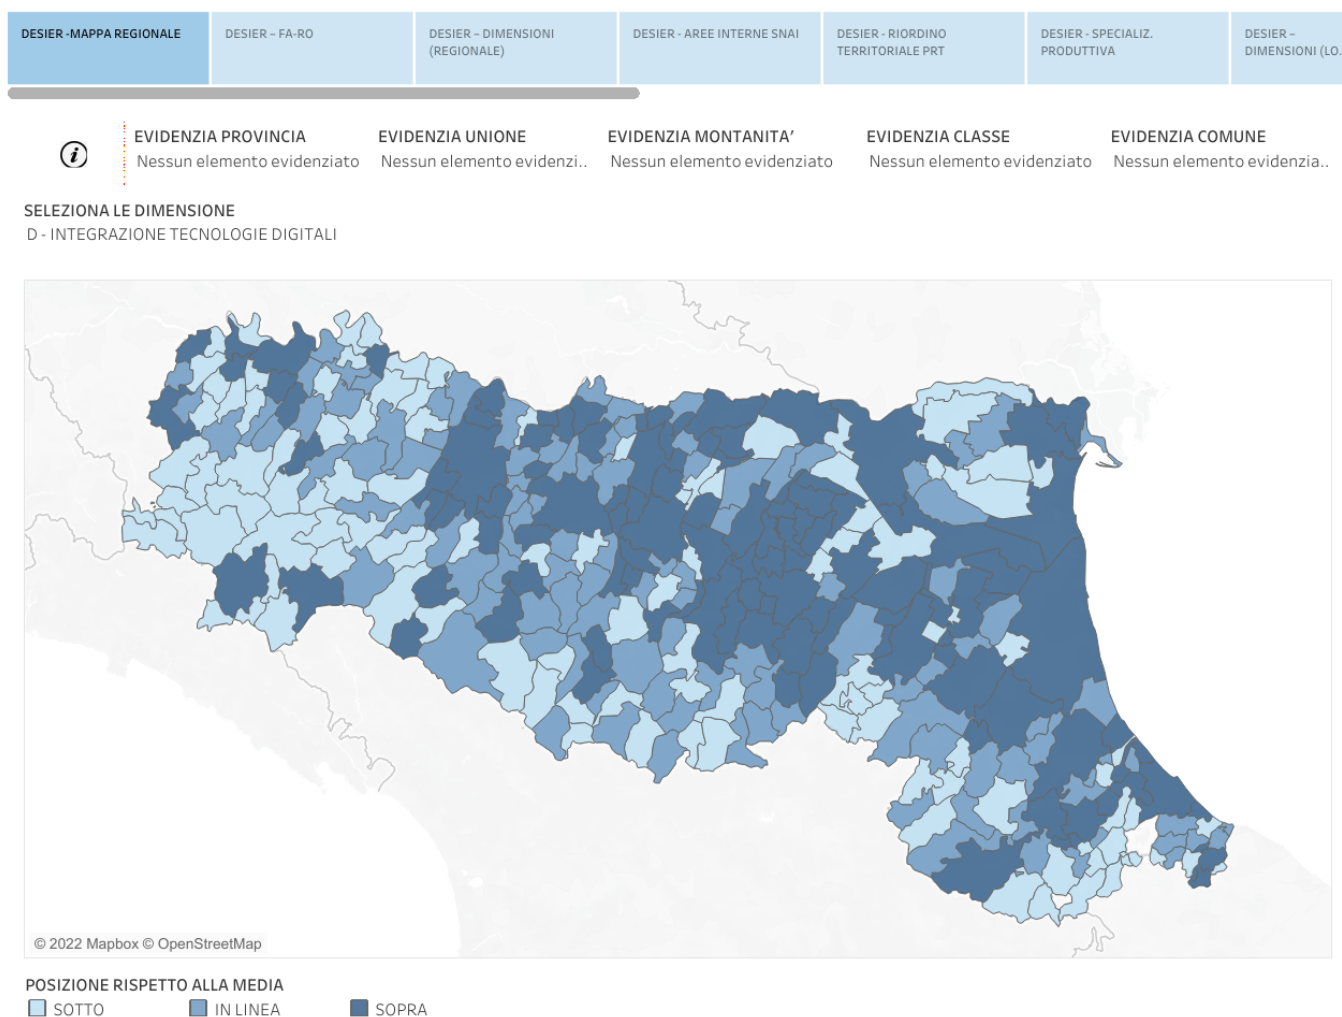 DESIER -MAPPA REGIONALE
DESIER – FA-RO
DESIER – DIMENSIONI
(REGIONALE)
DESIER - AREE INTERNE SNAI
DESIER - RIORDINO
TERRITORIALE PRT
DESIER - SPECIALIZ.
PRODUTTIVA
DESIER –
DIMENSIONI (LO.
i
EVIDENZIA PROVINCIA
Nessun elemento evidenziato
EVIDENZIA UNIONE
Nessun elemento evidenzi..
EVIDENZIA MONTANITA’
Nessun elemento evidenziato
EVIDENZIA CLASSE
Nessun elemento evidenziato
EVIDENZIA COMUNE
Nessun elemento evidenzia..
SELEZIONA LE DIMENSIONE
D - INTEGRAZIONE TECNOLOGIE DIGITALI
© 2022 Mapbox © OpenStreetMap
POSIZIONE RISPETTO ALLA MEDIA
SOTTO
IN LINEA
SOPRA